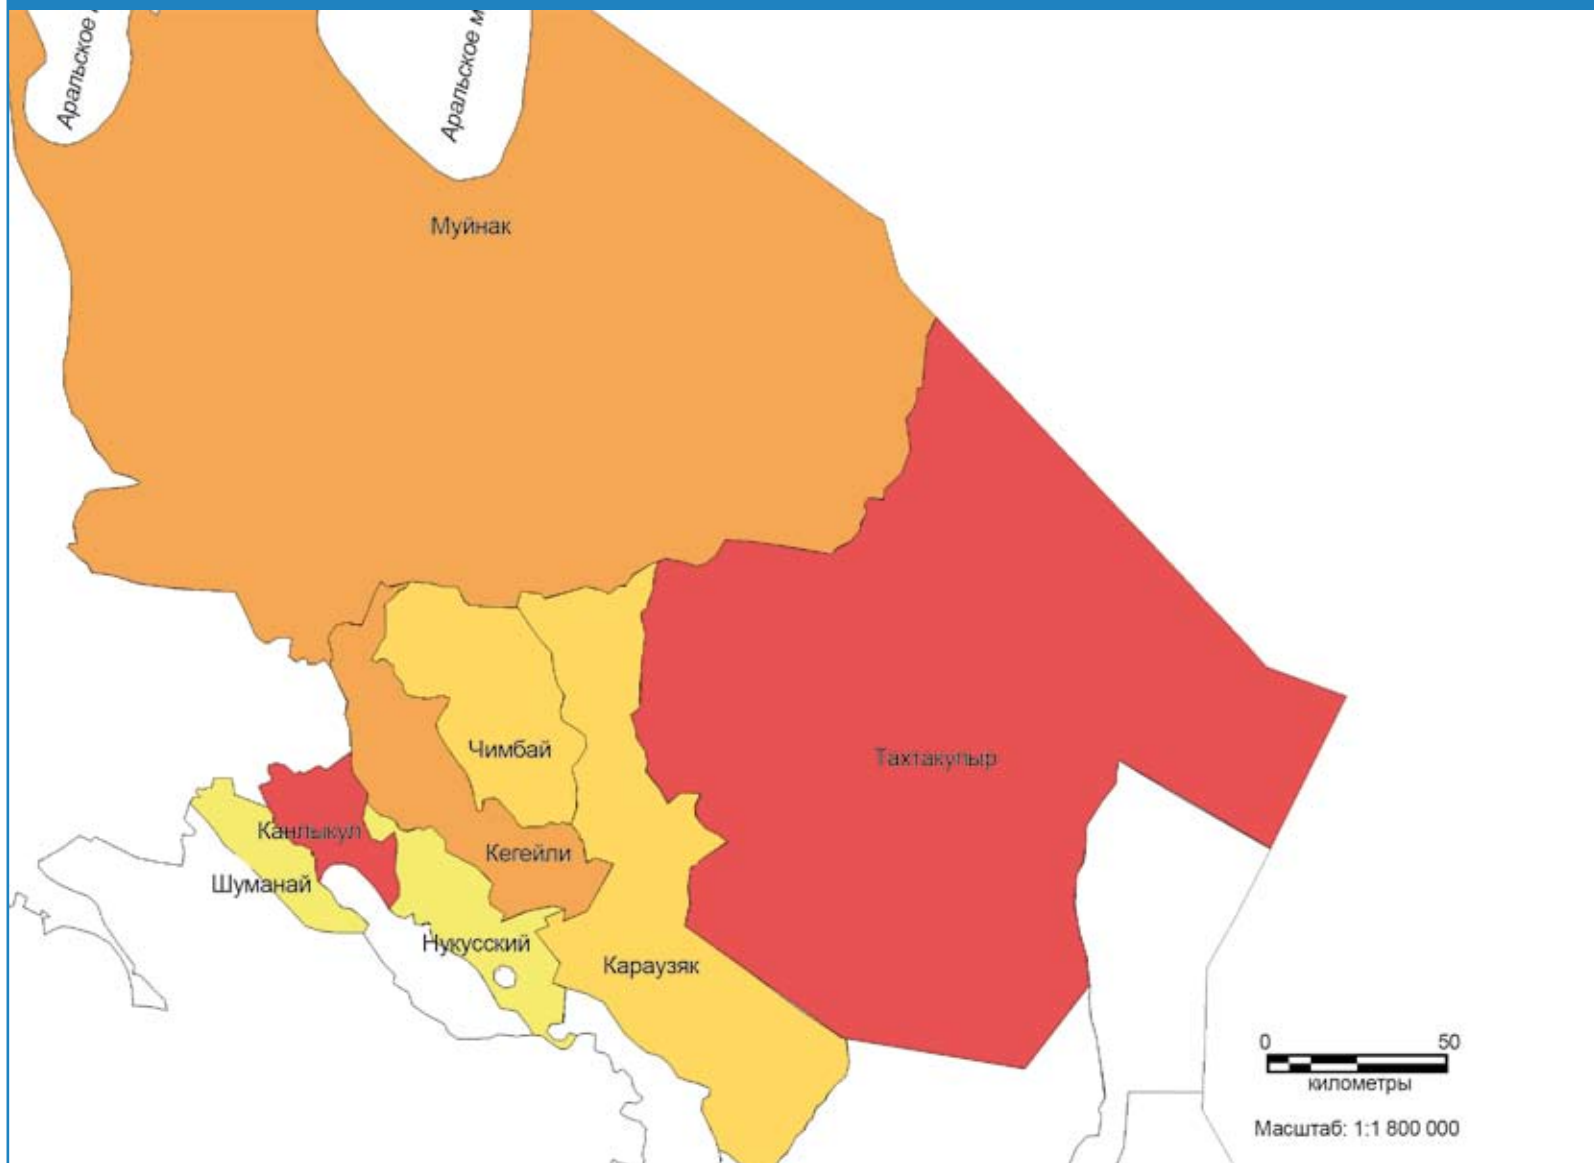 Аральское
Аральское м
Муйнак
Чимбай
Тахтакупыр
Канлыкул
Кегейли
Шуманай
Нукусский
Караузяк
0 50
километры
Масштаб: 1:1 800 000